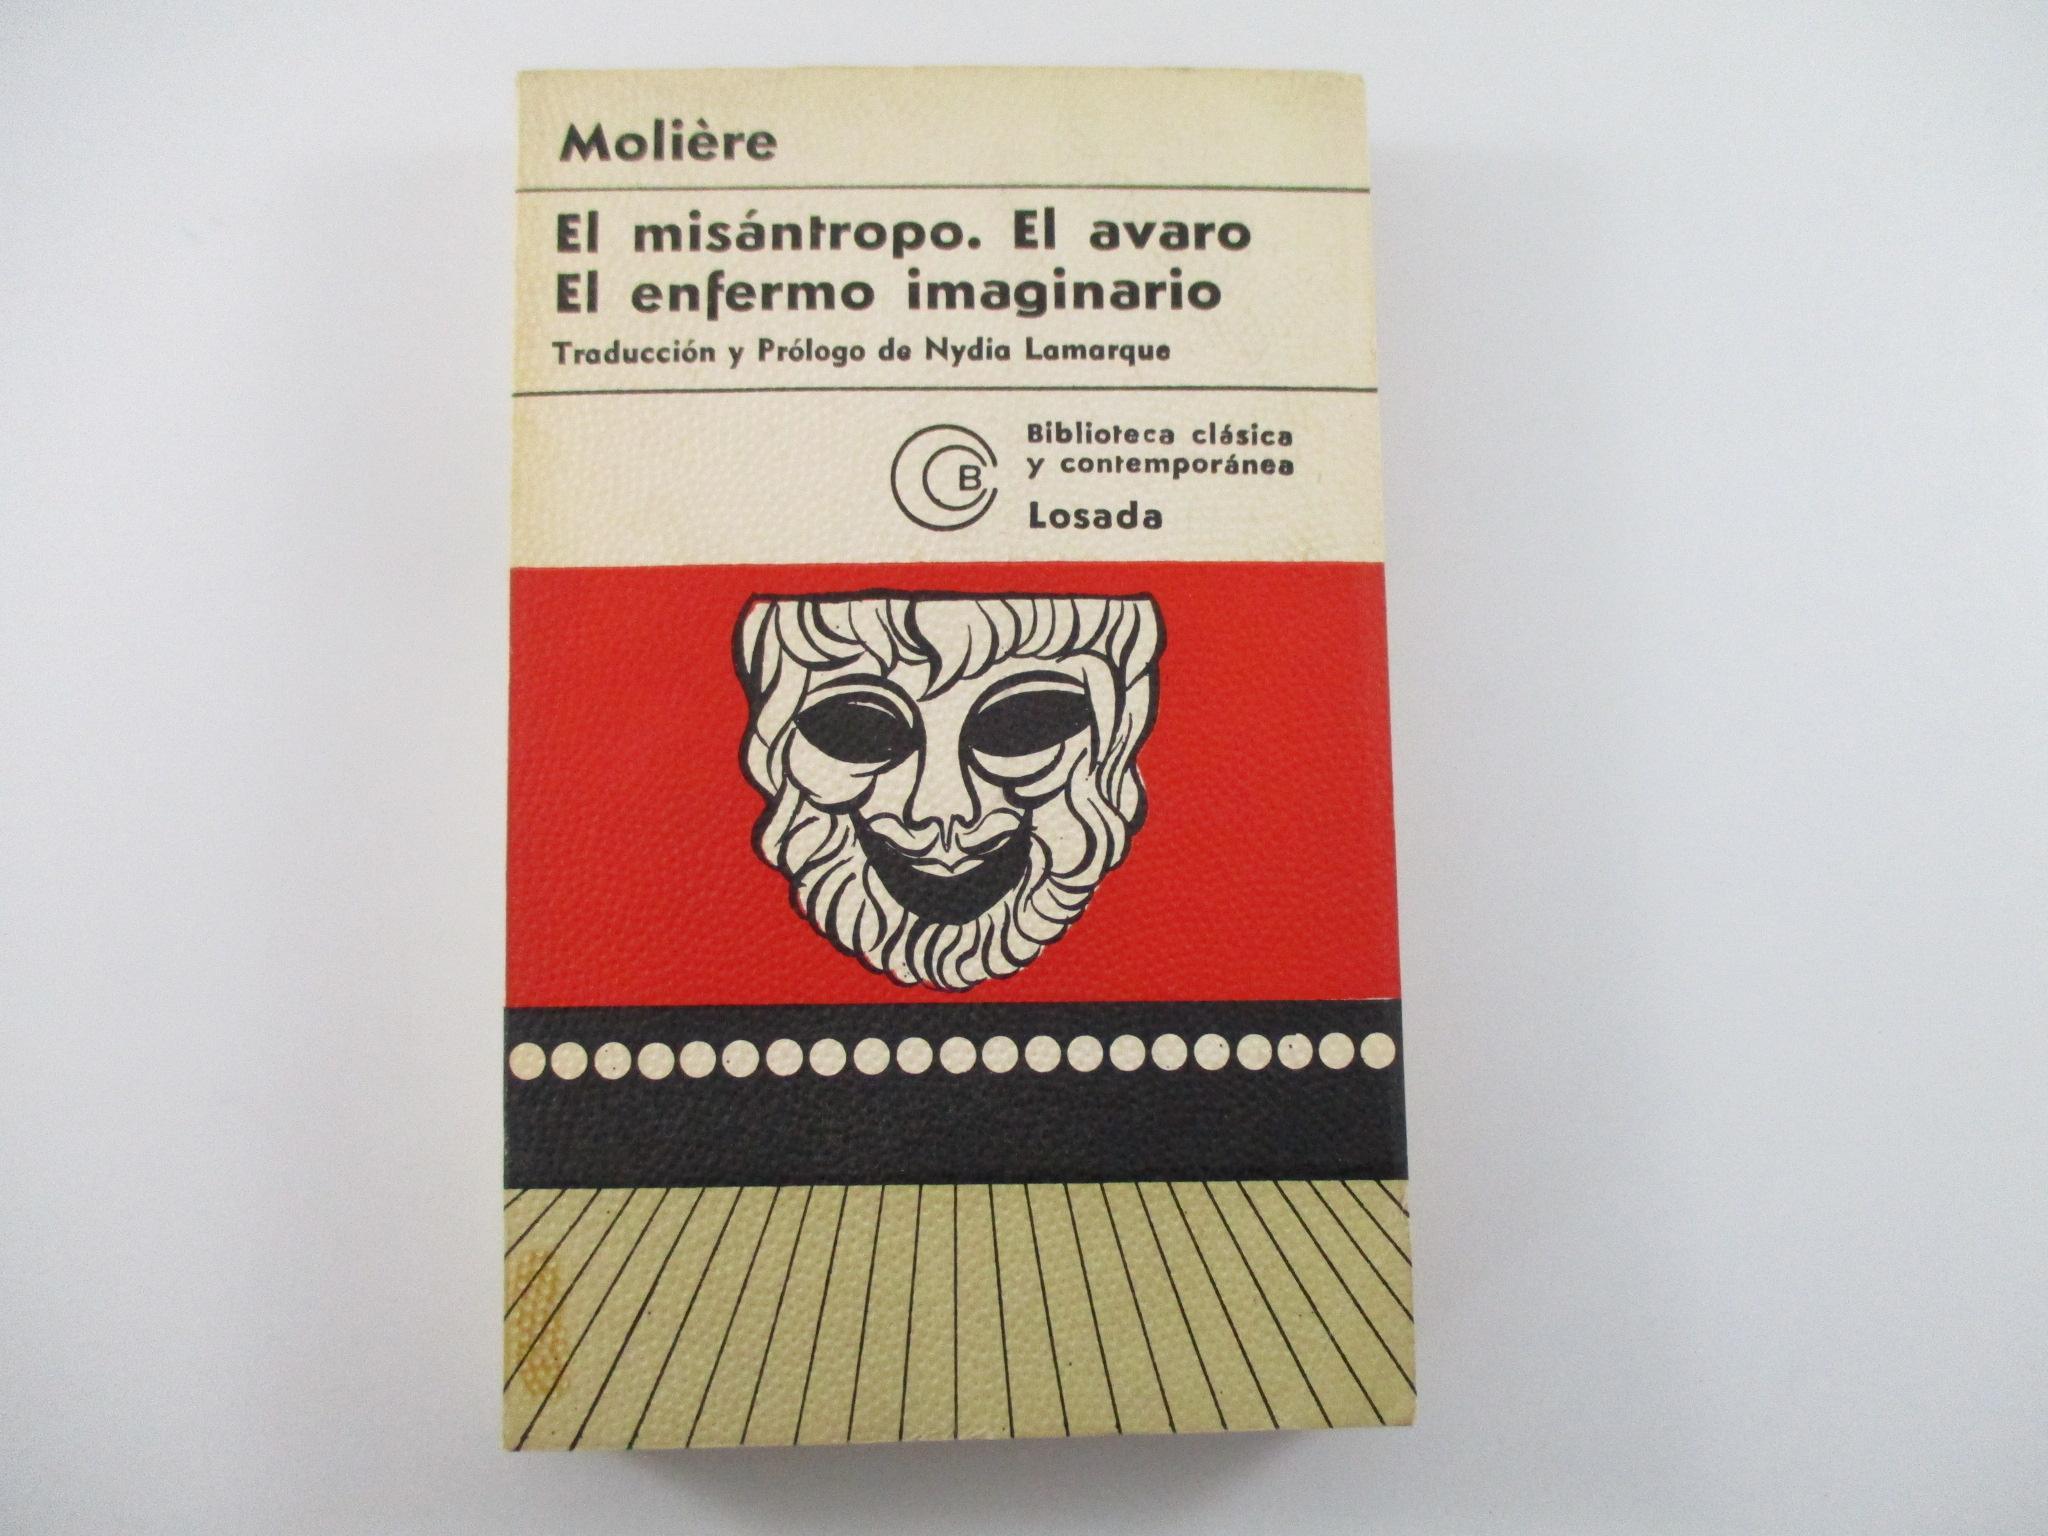 Molière
El misántropo. El avaro
El enfermo imaginario
Traducción y Prólogo de Nydia Lamarque
B
Biblioteca clásica
y contemporánea
Losada